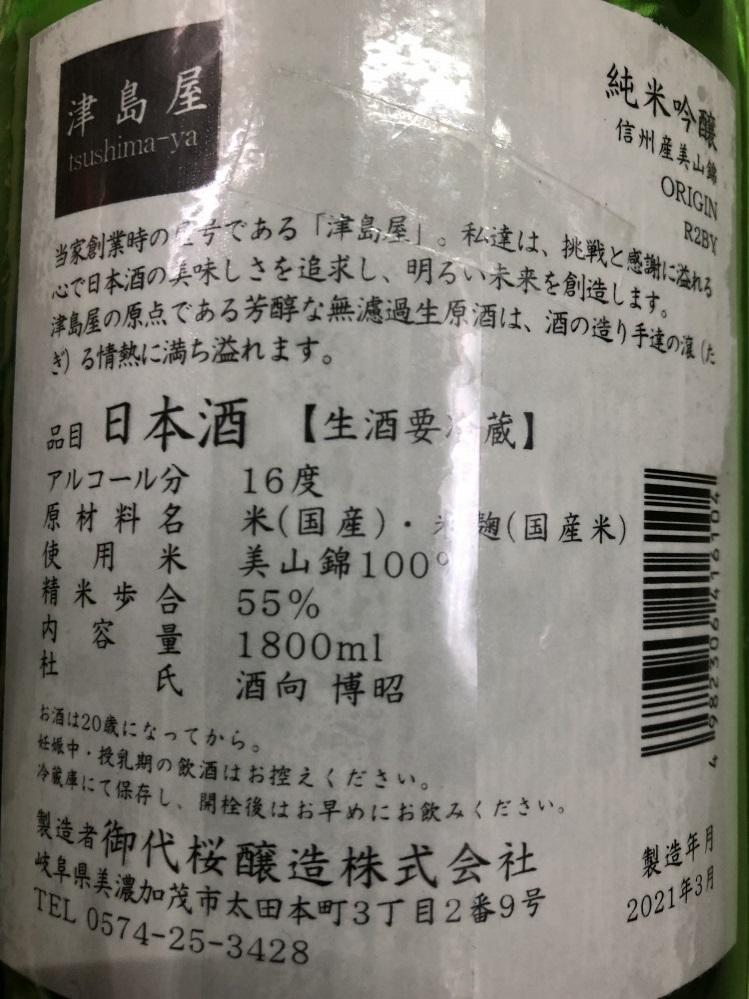 津島屋
tsushima-ya
純米吟醸
信州産美山錦
ORIGIN
R2BY
当家創業時の屋号である「津島屋」。私達は、挑戦と感謝に溢れる
心で日本酒の美味しさを追求し、明るい未来を創造します。
津島屋の原点である芳醇な無濾過生原酒は、酒の造り手達の滾(た
ぎ)る情熱に満ち溢れます。
品目 日本酒 【生酒要冷蔵】
アルコール分 16度
原材料名 米(国産)・米麹(国産米)
使用米 美山錦100%
精米歩合 55%
内容量 1800ml
杜氏 酒向 博昭
お酒は20歳になってから。
妊娠中・授乳期の飲酒はお控えください。
冷蔵庫にて保存し、開栓後はお早めにお飲みください。
製造者 御代桜醸造株式会社
岐阜県美濃加茂市太田本町3丁目2番9号
TEL 0574-25-3428
製造年月
2021年3月